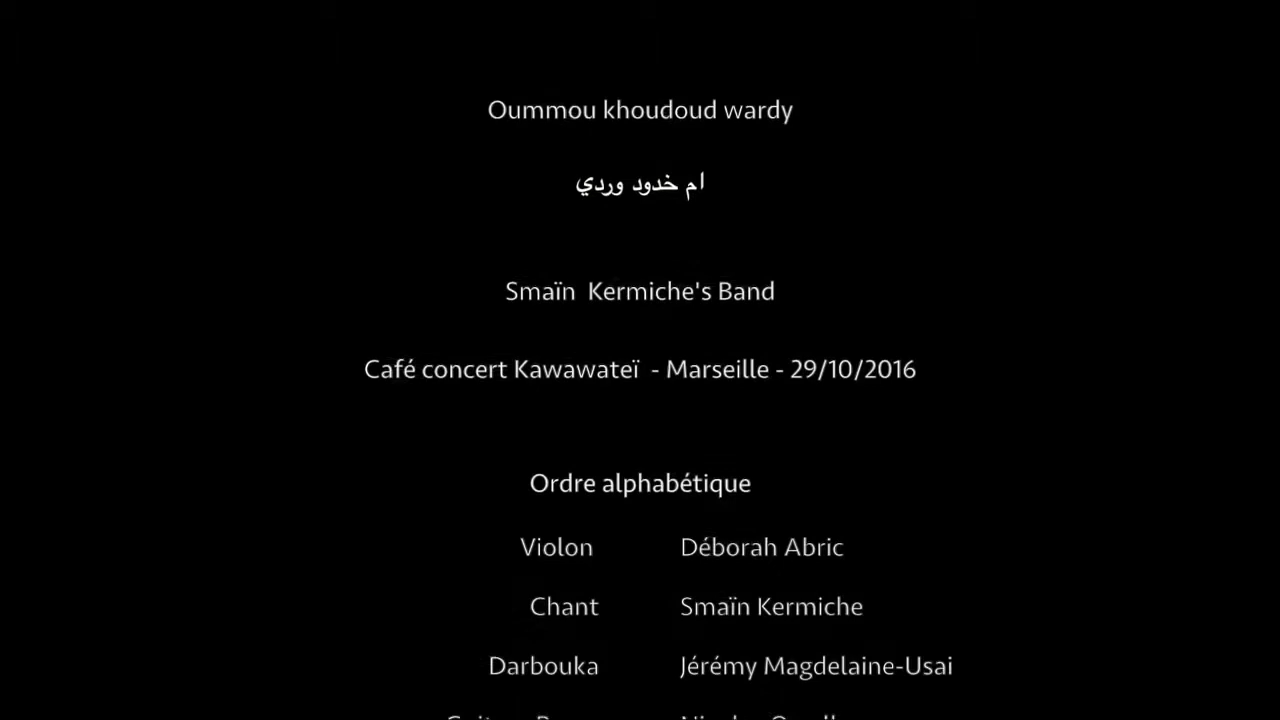 Oummou khoudoud wardy
ام خدود وردي
Smaïn Kermiche's Band
Café concert Kawawateï - Marseille - 29/10/2016
Ordre alphabétique
Violon Déborah Abric
Chant Smaïn Kermiche
Darbouka Jérémy Magdelaine-Usai